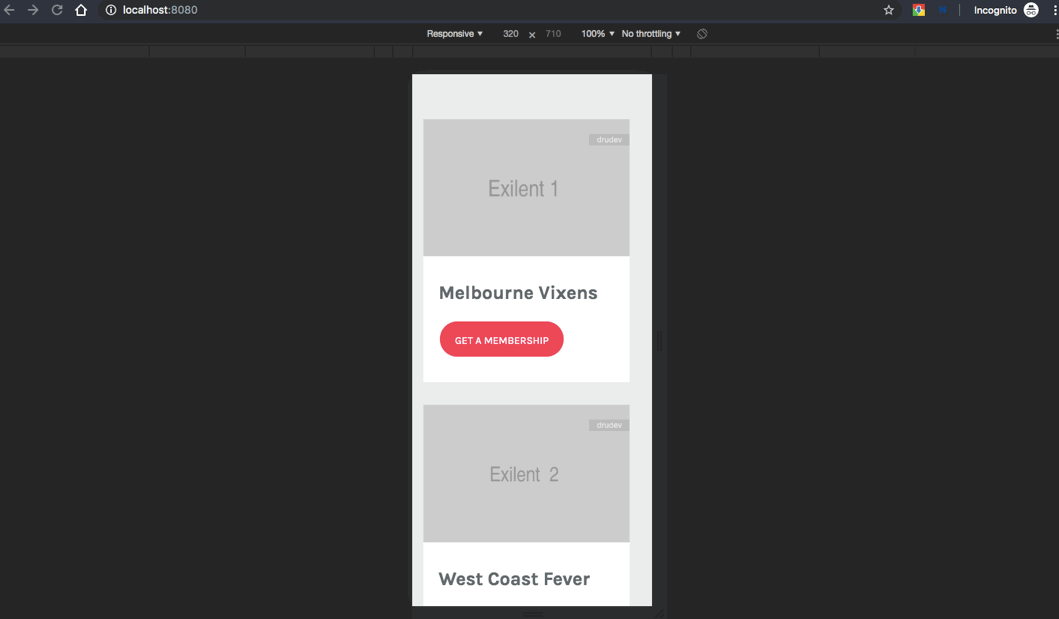 localhost:8080
Incognito
Responsive ▼ 320 × 710 100% ▼ No throttling ▼
drudev
Exilent 1
Melbourne Vixens
GET A MEMBERSHIP
drudev
Exilent 2
West Coast Fever